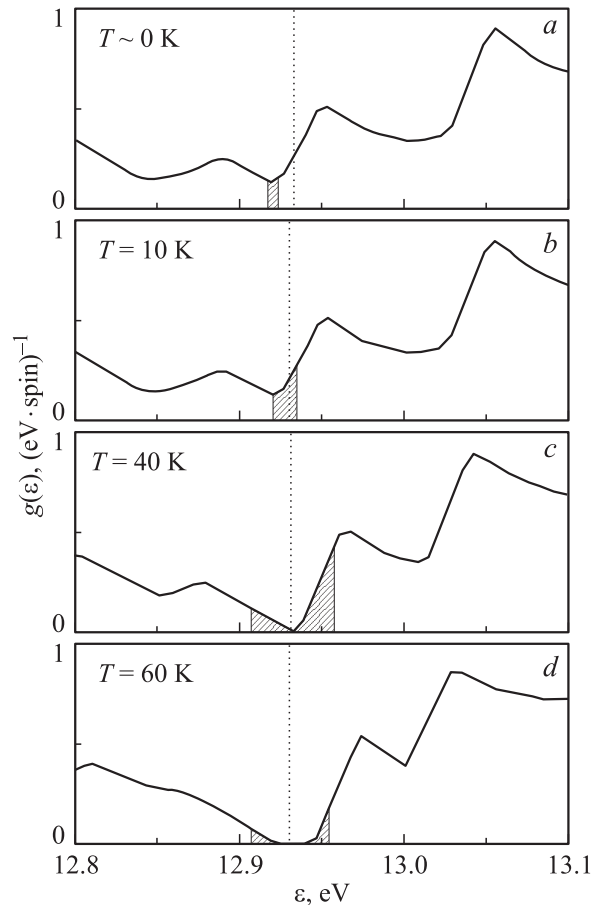 1
T ~ 0 K
a
0
1
T = 10 K
b
0
g(ε), (eV·spin)⁻¹
1
T = 40 K
c
0
1
T = 60 K
d
0
12.8 12.9 13.0 13.1
ε, eV